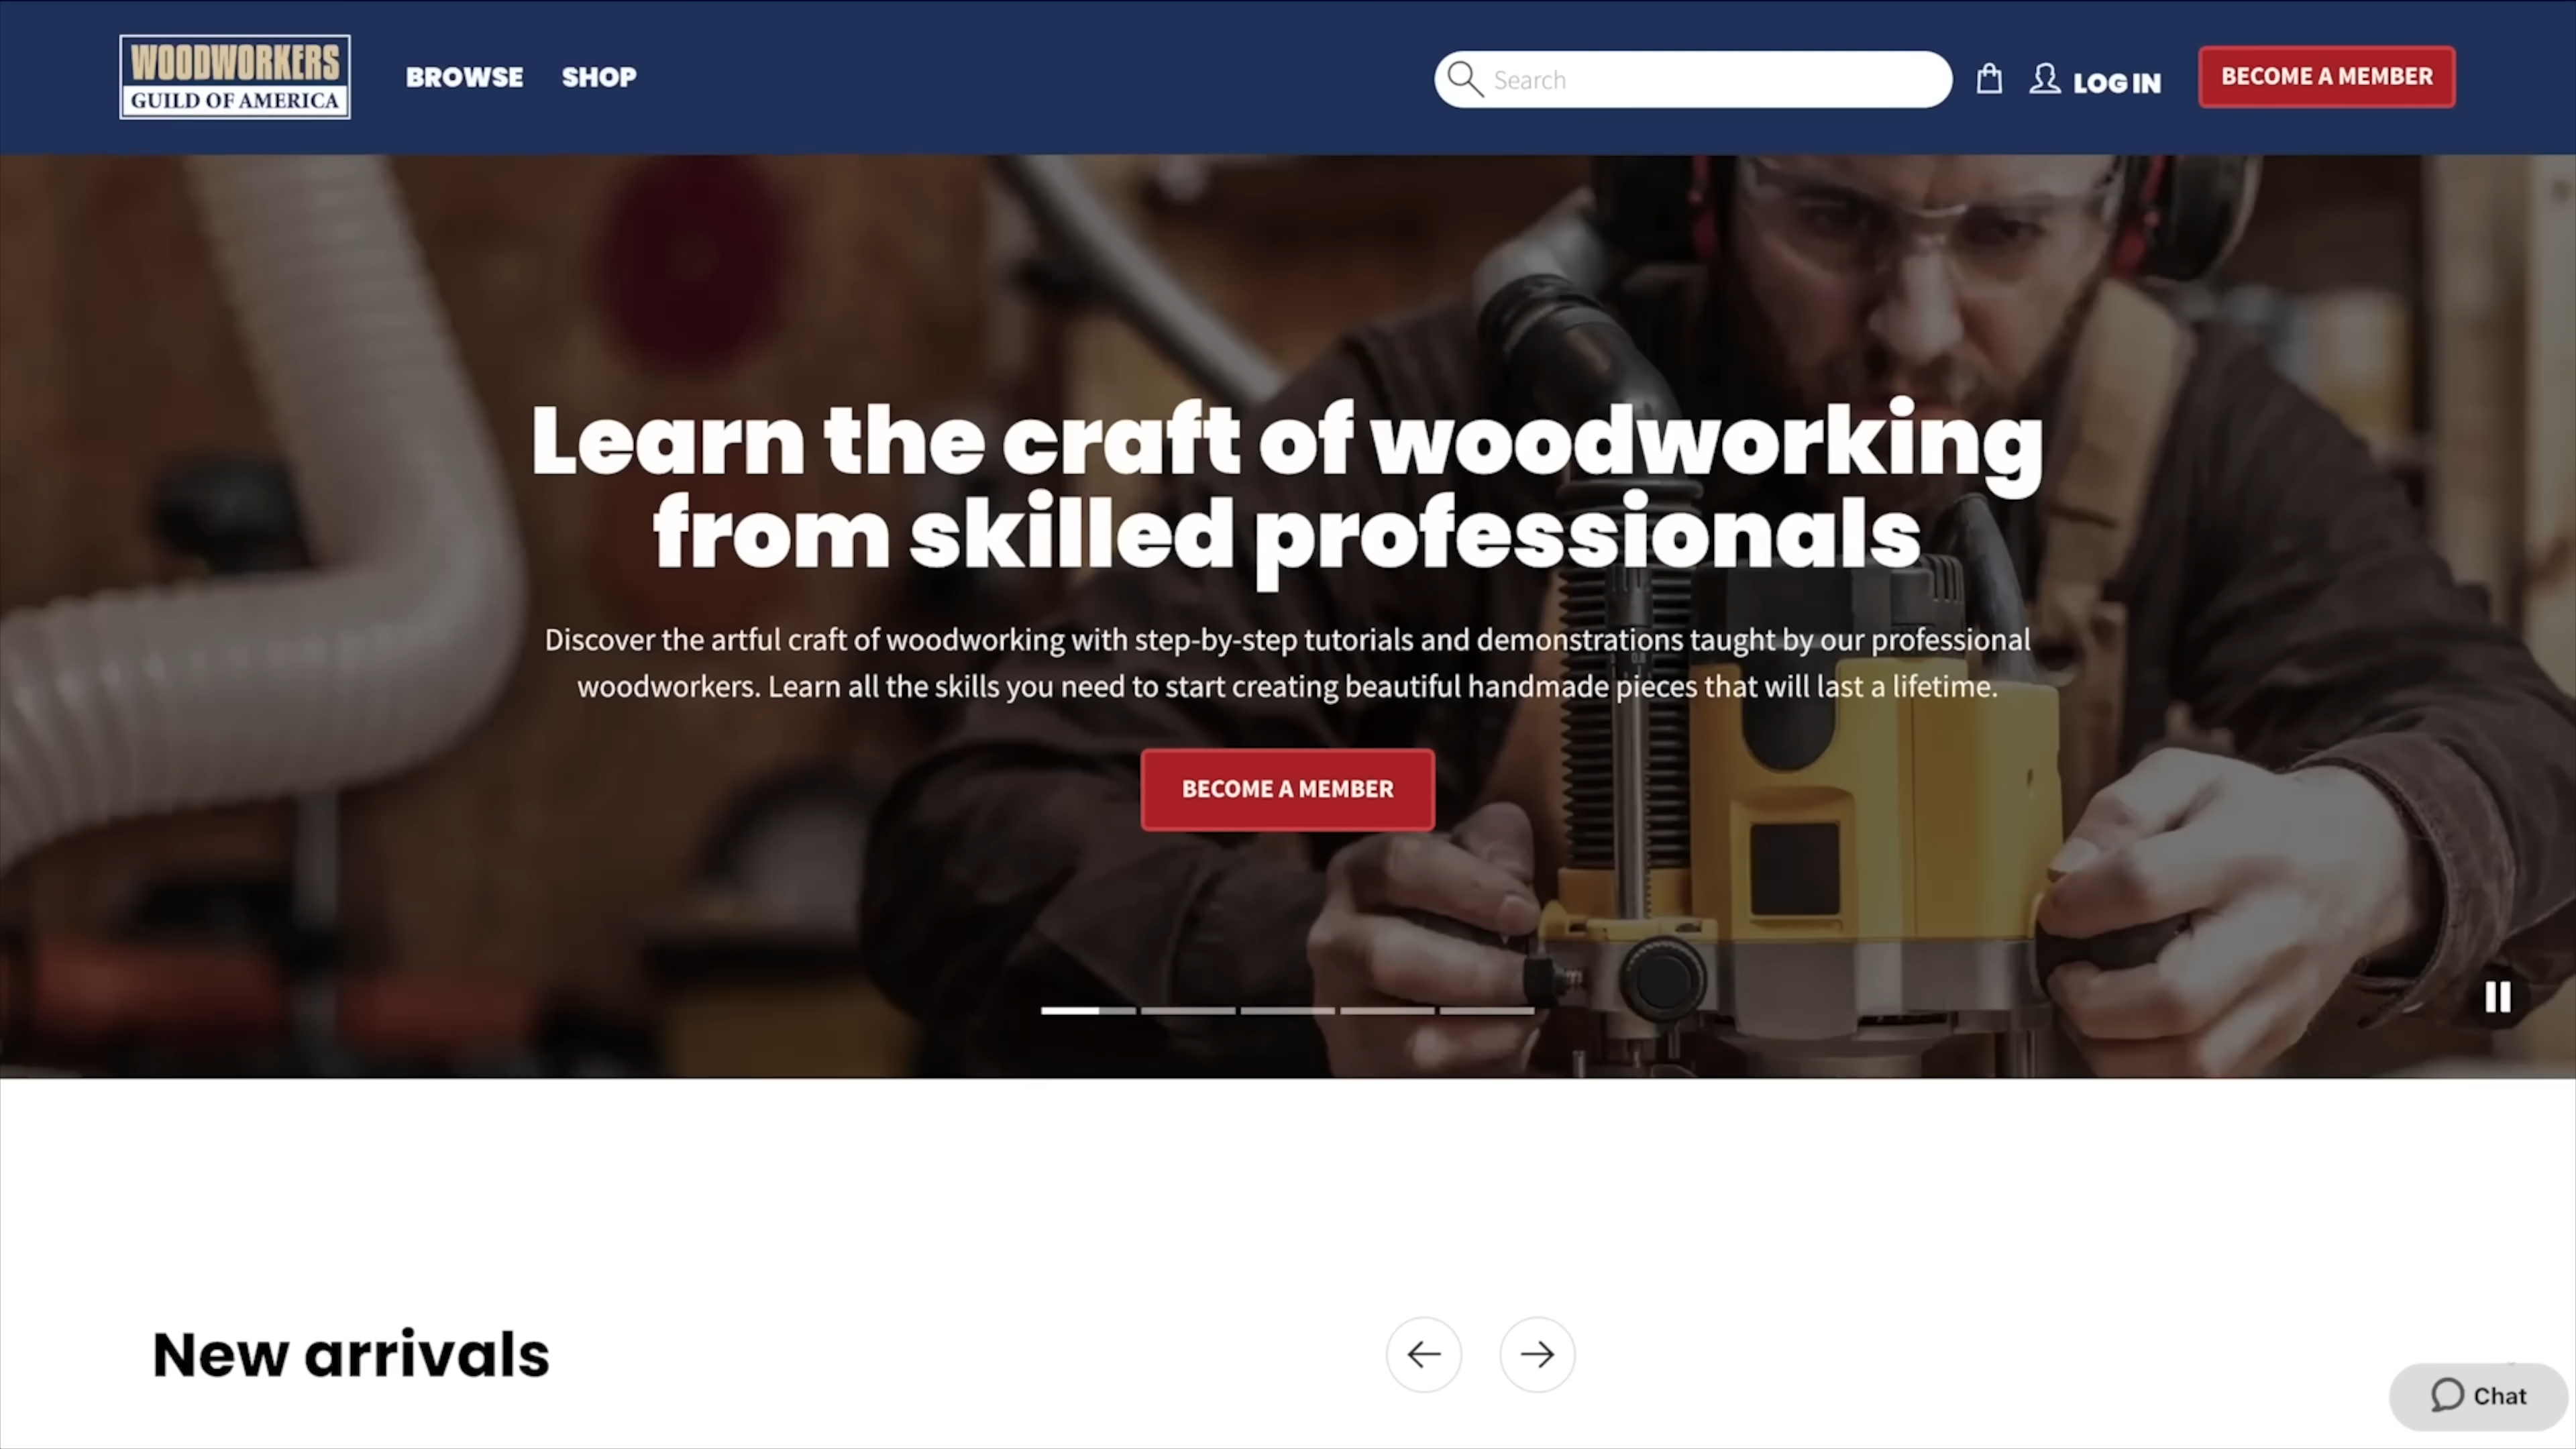 WOODWORKERS
GUILD OF AMERICA
BROWSE
SHOP
Search
LOG IN
BECOME A MEMBER
Learn the craft of woodworking
from skilled professionals
Discover the artful craft of woodworking with step-by-step tutorials and demonstrations taught by our professional
woodworkers. Learn all the skills you need to start creating beautiful handmade pieces that will last a lifetime.
BECOME A MEMBER
New arrivals
Chat